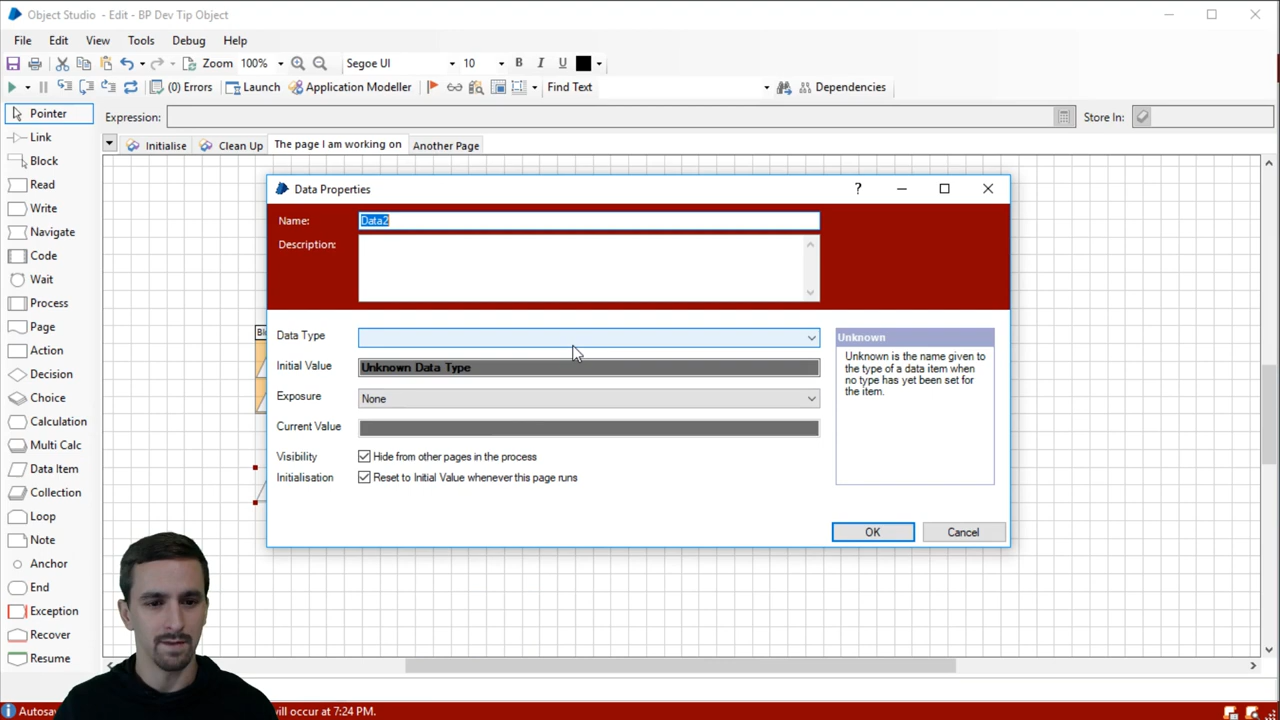 Object Studio - Edit - BP Dev Tip Object
File Edit View Tools Debug Help
Zoom 100% Segoe UI 10 B I U
(0) Errors Launch Application Modeller Find Text Dependencies
Pointer
Expression: Store In:
Link
Initialise Clean Up The page I am working on Another Page
Block
Read
Write
Navigate
Code
Wait
Process
Page
Action
Decision
Choice
Calculation
Multi Calc
Data Item
Collection
Loop
Note
Anchor
End
Exception
Recover
Resume
Data Properties
?
Name: Data2
Description:
Data Type
Initial Value Unknown Data Type
Exposure None
Current Value
Visibility Hide from other pages in the process
Initialisation Reset to Initial Value whenever this page runs
Unknown
Unknown is the name given to
the type of a data item when
no type has yet been set for
the item.
OK Cancel
will occur at 7:24 PM.